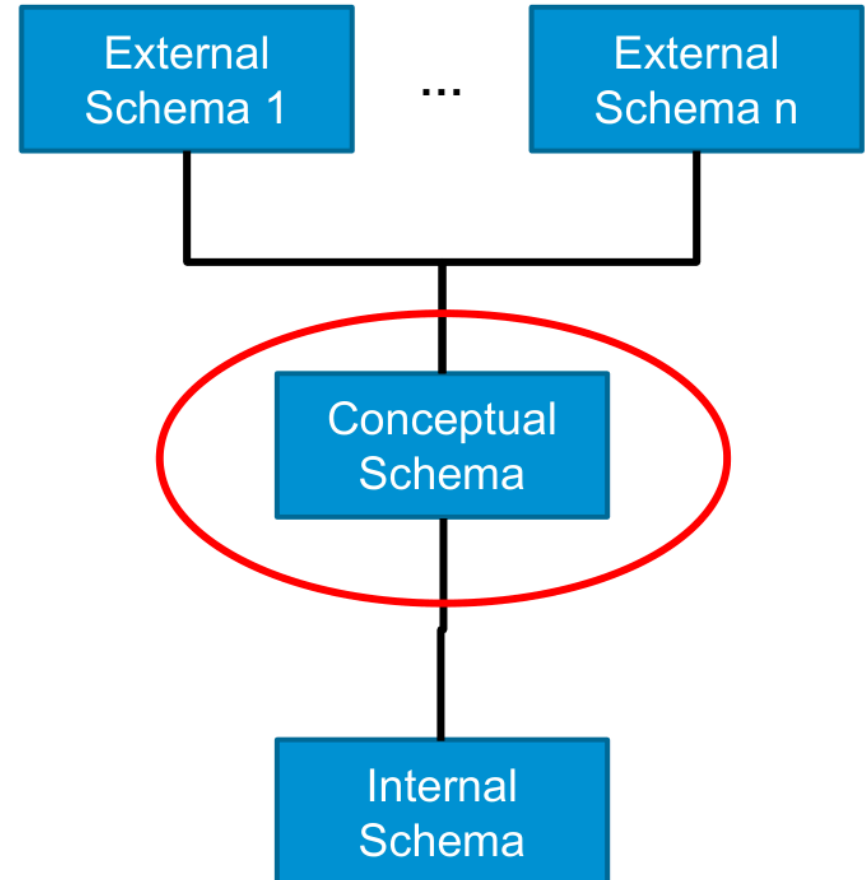 External
Schema 1
...
External
Schema n
Conceptual
Schema
Internal
Schema